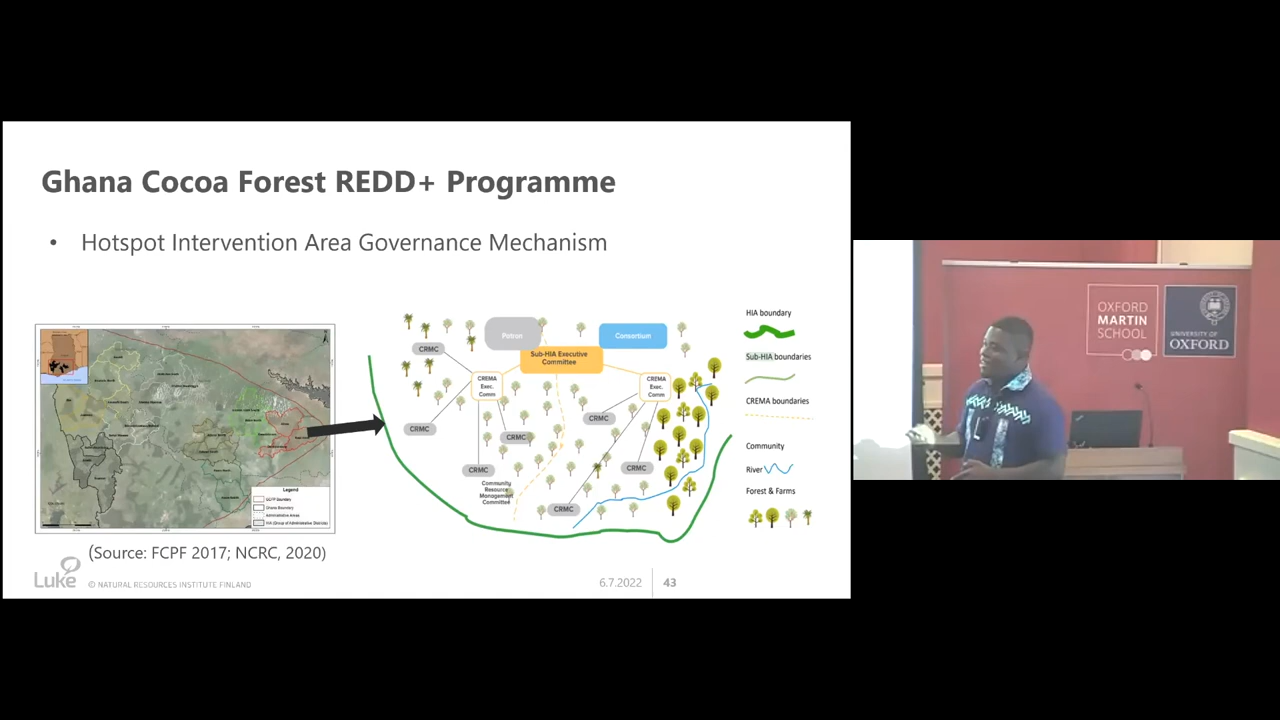 Ghana Cocoa Forest REDD+ Programme
• Hotspot Intervention Area Governance Mechanism
Patron
Consortium
Sub-HIA Executive
Committee
CRMC
CREMA
Exec.
Comm
CREMA
Exec.
Comm
CRMC
CRMC
CRMC
CRMC
CRMC
CRMC
Community
Resource
Management
Committee
HIA boundary
Sub-HIA boundaries
CREMA boundaries
Community
River
Forest & Farms
Legend
(Source: FCPF 2017; NCRC, 2020)
Luke
© NATURAL RESOURCES INSTITUTE FINLAND
6.7.2022
43
OXFORD
MARTIN
SCHOOL
UNIVERSITY OF
OXFORD